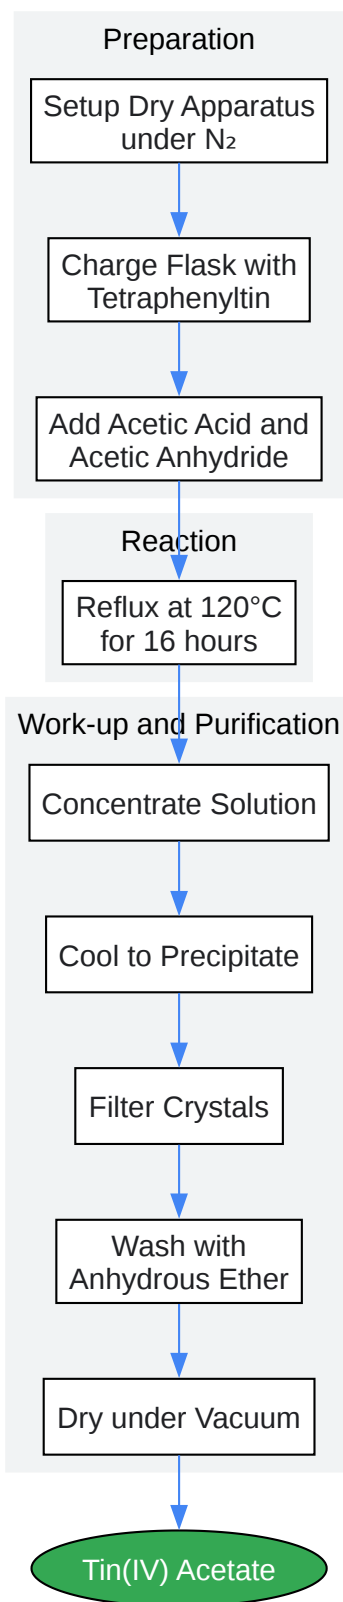 Preparation
Setup Dry Apparatus
under N₂
Charge Flask with
Tetraphenyltin
Add Acetic Acid and
Acetic Anhydride
Reaction
Reflux at 120°C
for 16 hours
Work-up and Purification
Concentrate Solution
Cool to Precipitate
Filter Crystals
Wash with
Anhydrous Ether
Dry under Vacuum
Tin(IV) Acetate